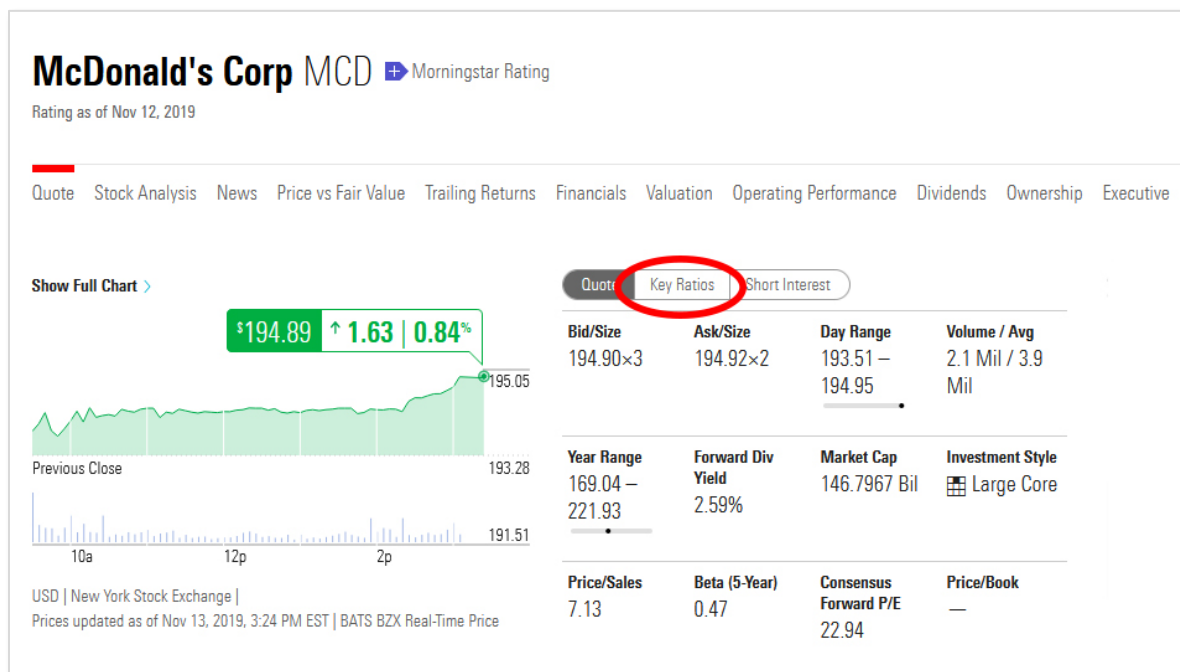 McDonald's Corp MCD + Morningstar Rating
Rating as of Nov 12, 2019
Quote Stock Analysis News Price vs Fair Value Trailing Returns Financials Valuation Operating Performance Dividends Ownership Executive
Show Full Chart >
Quote Key Ratios Short Interest
$194.89 ↑ 1.63 | 0.84%
195.05
Previous Close 193.28
191.51
10a 12p 2p
USD | New York Stock Exchange |
Prices updated as of Nov 13, 2019, 3:24 PM EST | BATS BZX Real-Time Price
Bid/Size Ask/Size Day Range Volume / Avg
194.90×3 194.92×2 193.51 – 2.1 Mil / 3.9
194.95 Mil
Year Range Forward Div Market Cap Investment Style
Yield
169.04 – 146.7967 Bil Large Core
221.93 2.59%
Price/Sales Beta (5-Year) Consensus Price/Book
Forward P/E
7.13 0.47 —
22.94